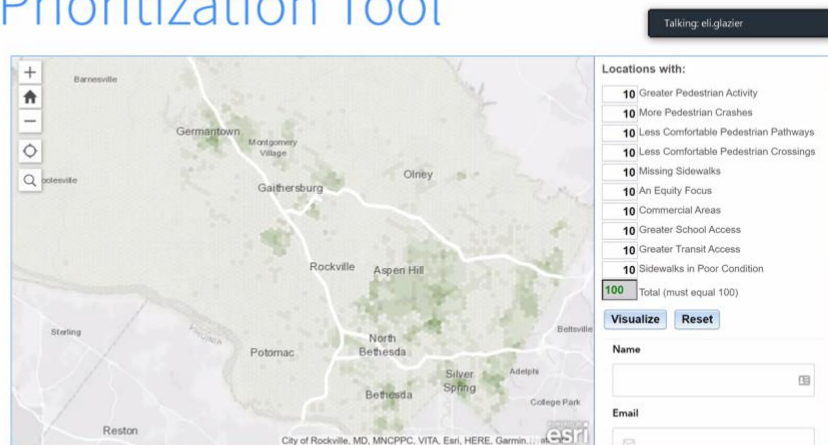 Prioritization Tool
Talking: eli.glazier
Barnesville
Germantown
Montgomery
Village
Gaithersburg
Olney
Rockville
Aspen Hill
Sterling
Potomac
North
Bethesda
Beltsville
Silver
Spring
Adelphi
Bethesda
College Park
Reston
City of Rockville, MD, MNCPPC, VITA, Esri, HERE, Garmin...
esri
Locations with:
10 Greater Pedestrian Activity
10 More Pedestrian Crashes
10 Less Comfortable Pedestrian Pathways
10 Less Comfortable Pedestrian Crossings
10 Missing Sidewalks
10 An Equity Focus
10 Commercial Areas
10 Greater School Access
10 Greater Transit Access
10 Sidewalks in Poor Condition
100 Total (must equal 100)
Visualize Reset
Name
Email